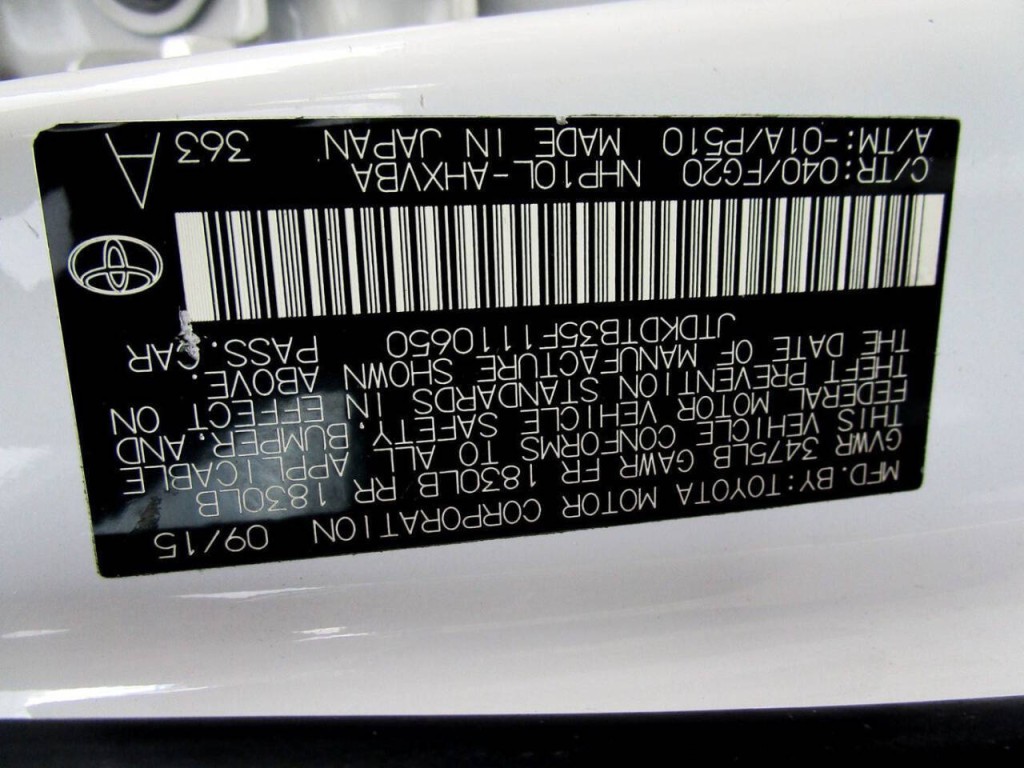 MFD. BY:TOYOTA MOTOR CORPORATION 09/15
GVWR 3475LB GAWR FR 1830LB RR 1830LB
THIS VEHICLE CONFORMS TO ALL APPLICABLE
FEDERAL MOTOR VEHICLE SAFETY, BUMPER, AND
THEFT PREVENTION STANDARDS IN EFFECT ON
THE DATE OF MANUFACTURE SHOWN ABOVE.
JTDKDTB35F1110650 PASS. CAR
C/TR:040/FG20 NHP10L-AHXVBA A
A/TM:-01A/P510 MADE IN JAPAN 363